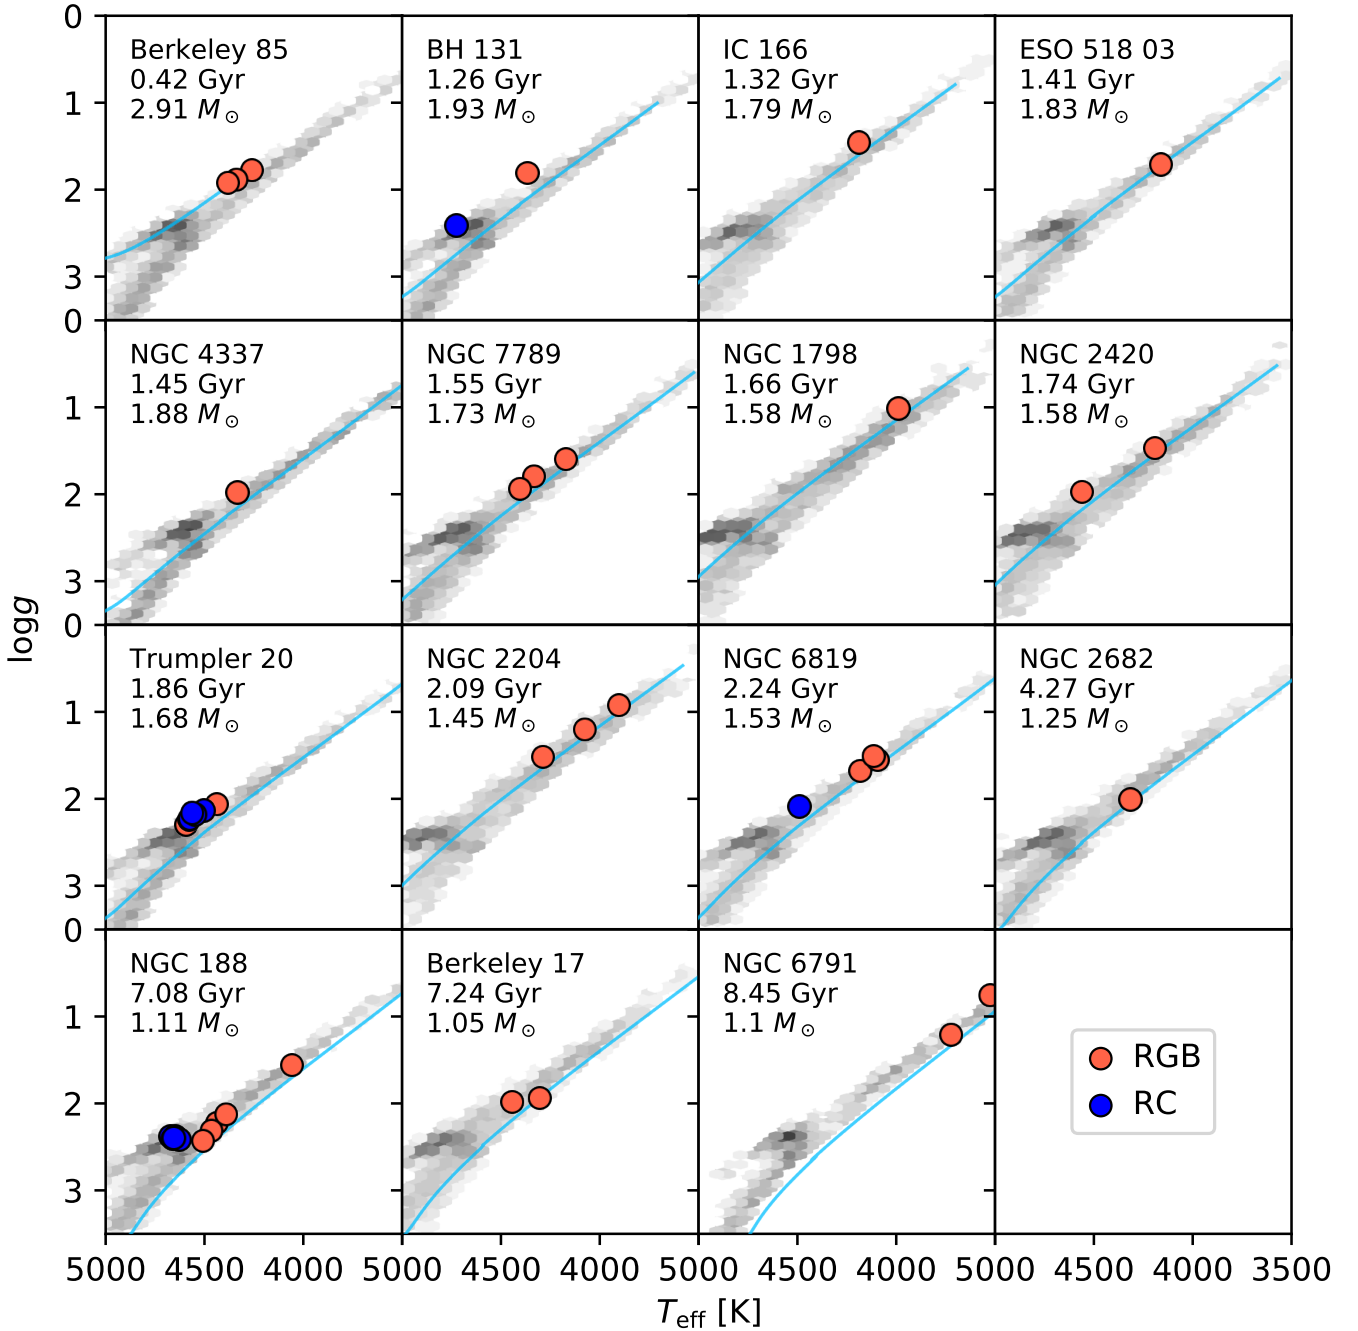 0
1
2
3
Berkeley 85
0.42 Gyr
2.91 M⊙
BH 131
1.26 Gyr
1.93 M⊙
IC 166
1.32 Gyr
1.79 M⊙
ESO 518 03
1.41 Gyr
1.83 M⊙
0
1
2
3
NGC 4337
1.45 Gyr
1.88 M⊙
NGC 7789
1.55 Gyr
1.73 M⊙
NGC 1798
1.66 Gyr
1.58 M⊙
NGC 2420
1.74 Gyr
1.58 M⊙
logg
0
1
2
3
Trumpler 20
1.86 Gyr
1.68 M⊙
NGC 2204
2.09 Gyr
1.45 M⊙
NGC 6819
2.24 Gyr
1.53 M⊙
NGC 2682
4.27 Gyr
1.25 M⊙
0
1
2
3
NGC 188
7.08 Gyr
1.11 M⊙
Berkeley 17
7.24 Gyr
1.05 M⊙
NGC 6791
8.45 Gyr
1.1 M⊙
RGB
RC
5000 4500 4000 5000 4500 4000 5000 4500 4000 5000 4500 4000 3500
Teff [K]